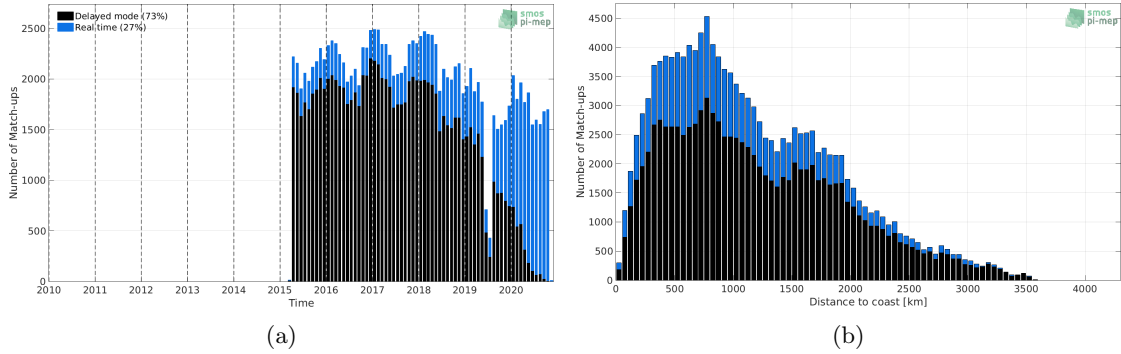 Delayed mode (73%)
Real time (27%)
smos
pi-mep
2500
2000
1500
1000
500
0
Number of Match-ups
2010 2011 2012 2013 2014 2015 2016 2017 2018 2019 2020
Time
(a)
smos
pi-mep
4500
4000
3500
3000
2500
2000
1500
1000
500
0
Number of Match-ups
0 500 1000 1500 2000 2500 3000 3500 4000
Distance to coast [km]
(b)